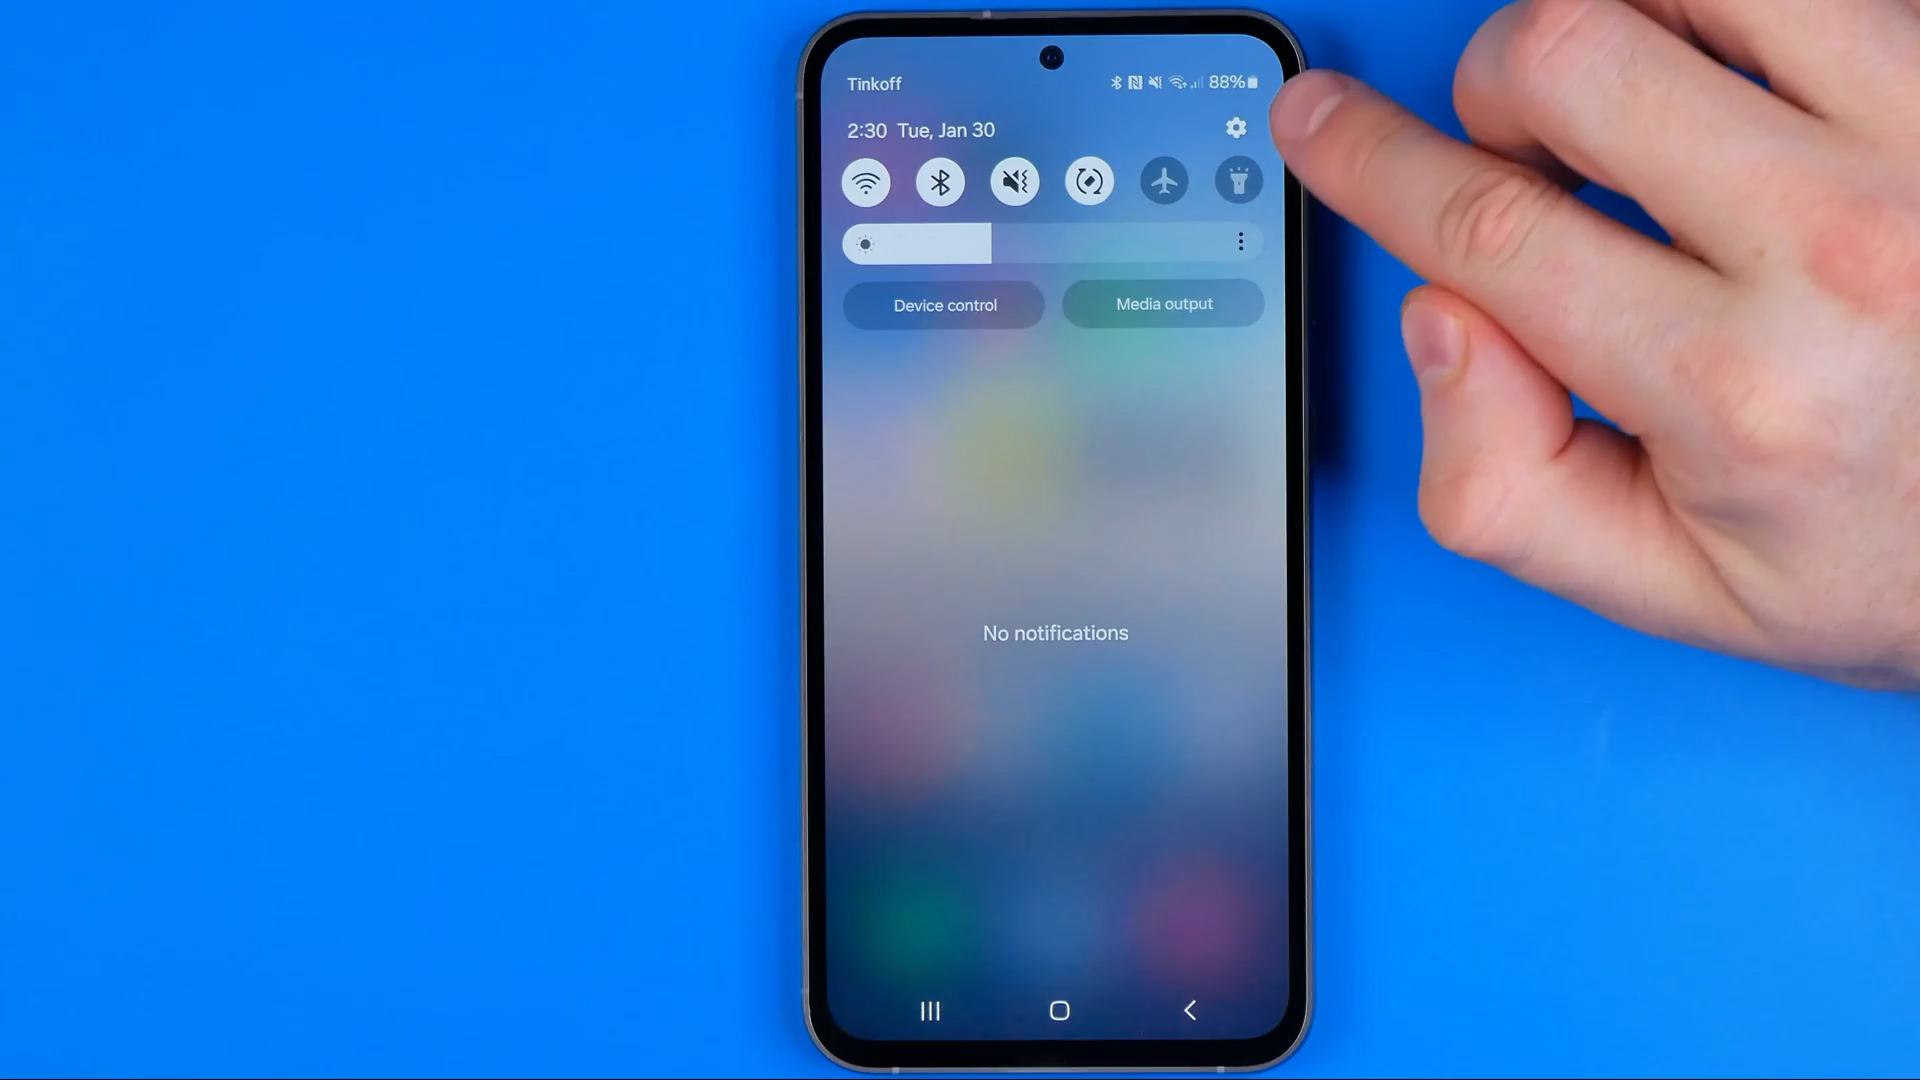 Tinkoff 88%
2:30 Tue, Jan 30
Device control Media output
No notifications